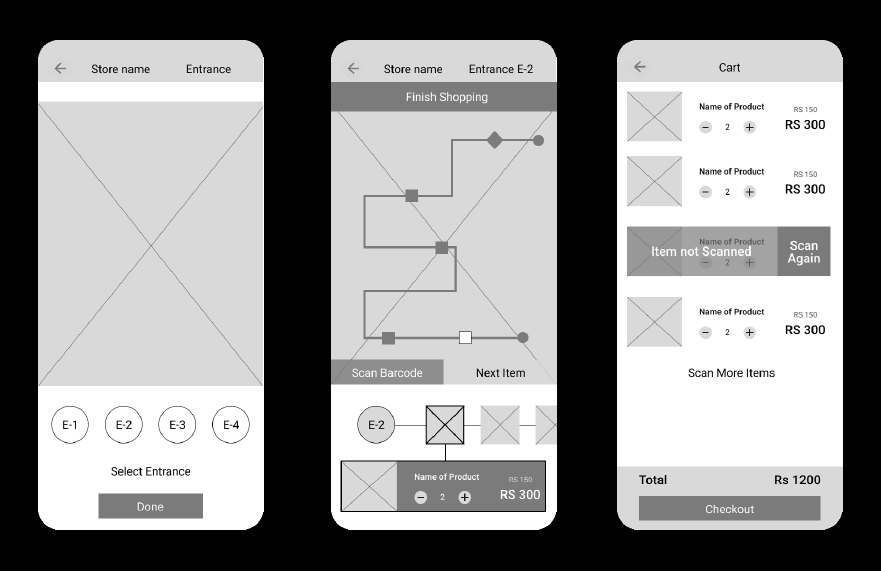 Store name Entrance
E-1 E-2 E-3 E-4
Select Entrance
Done
Store name Entrance E-2
Finish Shopping
Scan Barcode Next Item
E-2
Name of Product
RS 150
2
RS 300
Cart
Name of Product
RS 150
2
RS 300
Name of Product
RS 150
2
RS 300
Name of Product
Item not Scanned
2
Scan
Again
Name of Product
RS 150
2
RS 300
Scan More Items
Total Rs 1200
Checkout